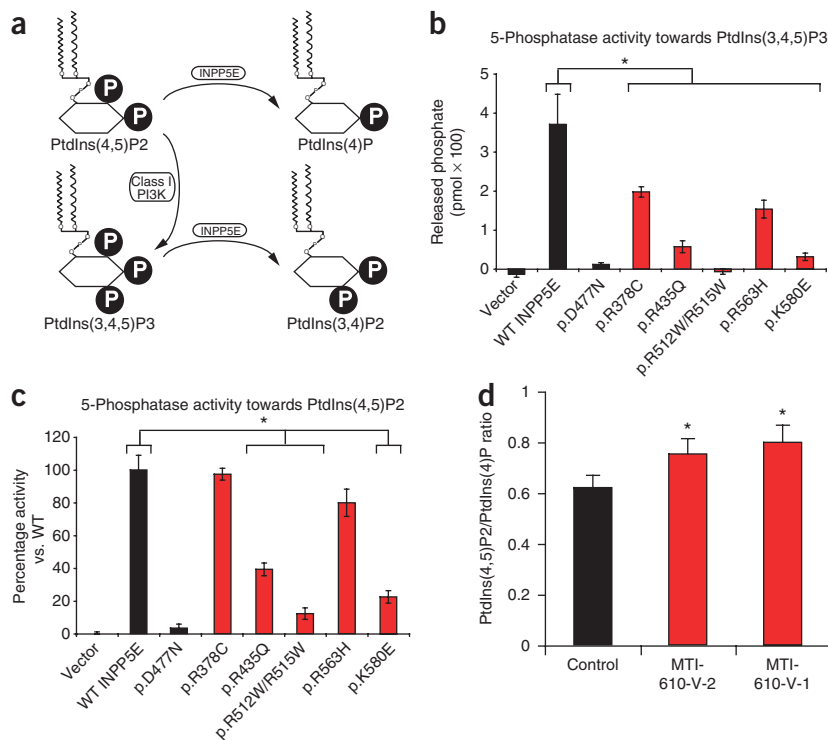 a
INPP5E
P
P
P
PtdIns(4,5)P2
PtdIns(4)P
Class I
PI3K
P
P
P
INPP5E
P
P
PtdIns(3,4,5)P3
PtdIns(3,4)P2
b
5-Phosphatase activity towards PtdIns(3,4,5)P3
*
Released phosphate
(pmol × 100)
5
4
3
2
1
0
Vector
WT INPP5E
p.D477N
p.R378C
p.R435Q
p.R512W/R515W
p.R563H
p.K580E
c
5-Phosphatase activity towards PtdIns(4,5)P2
*
Percentage activity
vs. WT
120
100
80
60
40
20
0
Vector
WT INPP5E
p.D477N
p.R378C
p.R435Q
p.R512W/R515W
p.R563H
p.K580E
d
PtdIns(4,5)P2/PtdIns(4)P ratio
1
0.8
0.6
0.4
0.2
0
*
*
Control
MTI-
610-V-2
MTI-
610-V-1